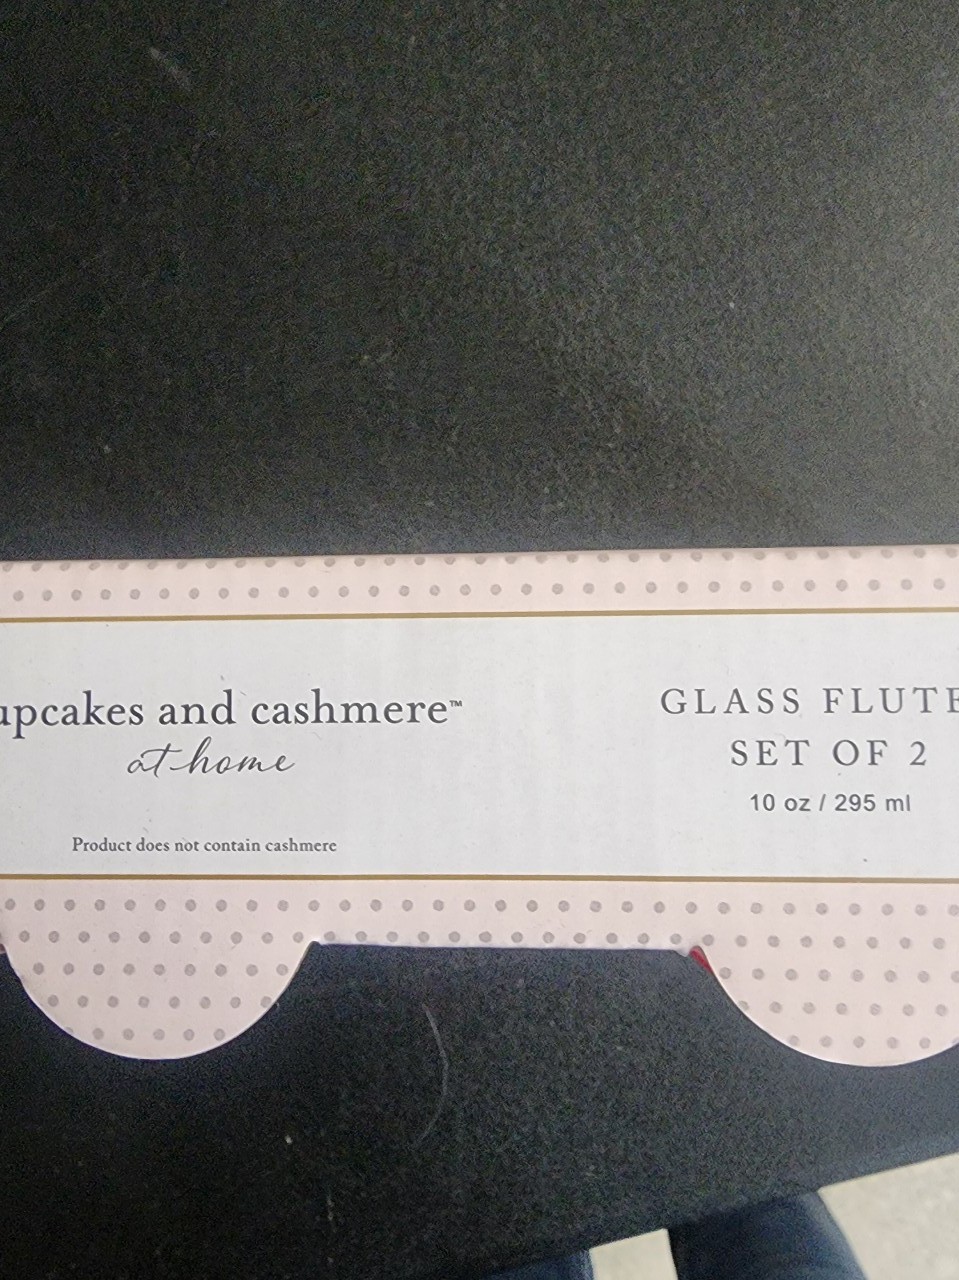 upcakes and cashmere™
at home
Product does not contain cashmere
GLASS FLUTE
SET OF 2
10 oz / 295 ml